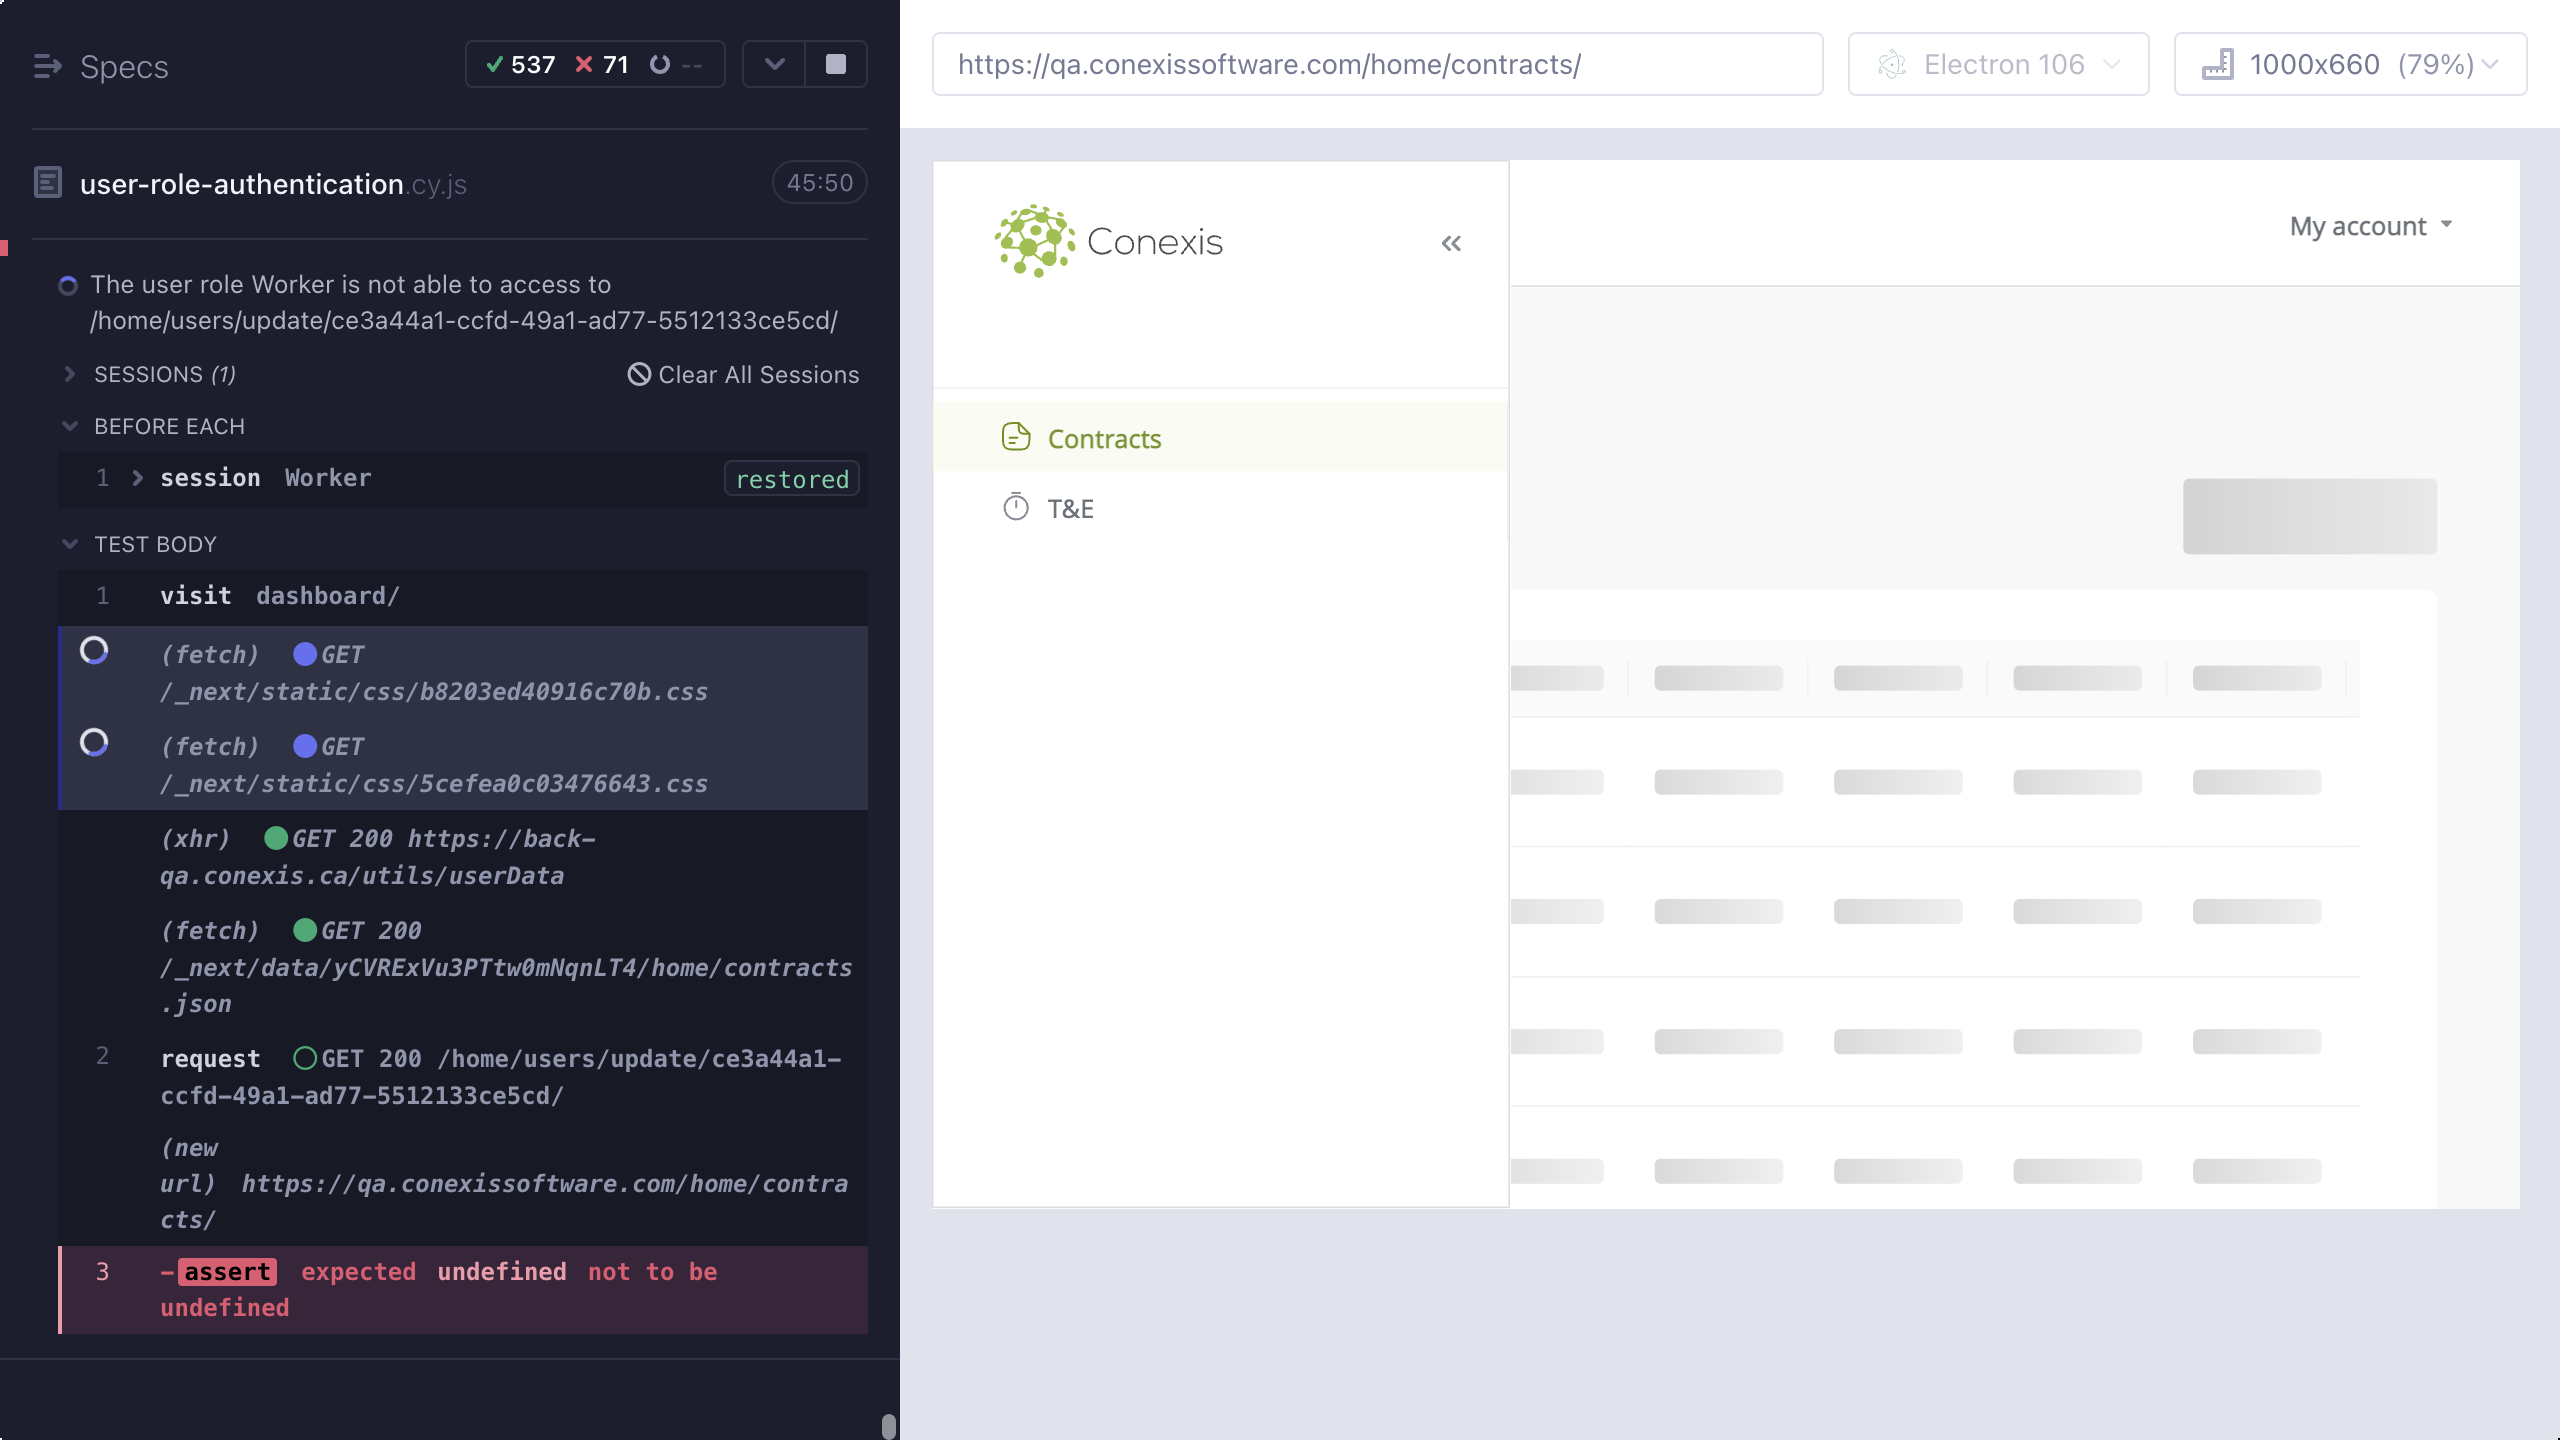 Specs
537 71 --
user-role-authentication.cy.js 45:50
The user role Worker is not able to access to
/home/users/update/ce3a44a1-ccfd-49a1-ad77-5512133ce5cd/
SESSIONS (1) Clear All Sessions
BEFORE EACH
1 session Worker restored
TEST BODY
1 visit dashboard/
(fetch) GET
/_next/static/css/b8203ed40916c70b.css
(fetch) GET
/_next/static/css/5cefea0c03476643.css
(xhr) GET 200 https://back-
qa.conexis.ca/utils/userData
(fetch) GET 200
/_next/data/yCVRExVu3PTtw0mNqnLT4/home/contracts
.json
2 request GET 200 /home/users/update/ce3a44a1-
ccfd-49a1-ad77-5512133ce5cd/
(new
url) https://qa.conexissoftware.com/home/contra
cts/
3 -assert expected undefined not to be
undefined
https://qa.conexissoftware.com/home/contracts/
Electron 106
1000x660 (79%)
Conexis
«
My account
Contracts
T&E